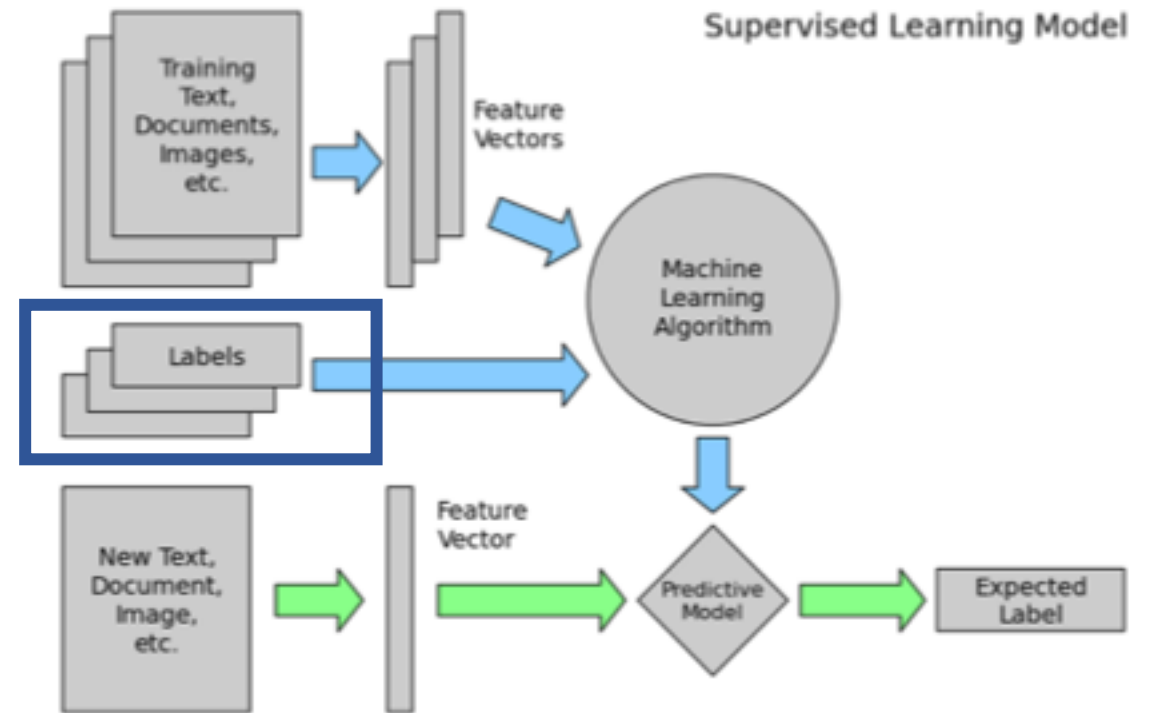 Supervised Learning Model
Training
Text,
Documents,
Images,
etc.
Feature
Vectors
Machine
Learning
Algorithm
Labels
New Text,
Document,
Image,
etc.
Feature
Vector
Predictive
Model
Expected
Label